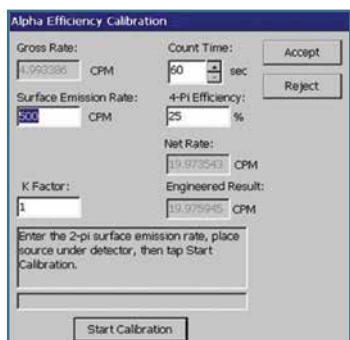 Alpha Efficiency Calibration
Gross Rate:
4.993386 CPM
Count Time:
60 sec
Accept
Reject
Surface Emission Rate:
500 CPM
4-Pi Efficiency:
25 %
Net Rate:
19.973543 CPM
K Factor:
1
Engineered Result:
19.975945 CPM
Enter the 2-pi surface emission rate, place
source under detector, then tap Start
Calibration.
Start Calibration